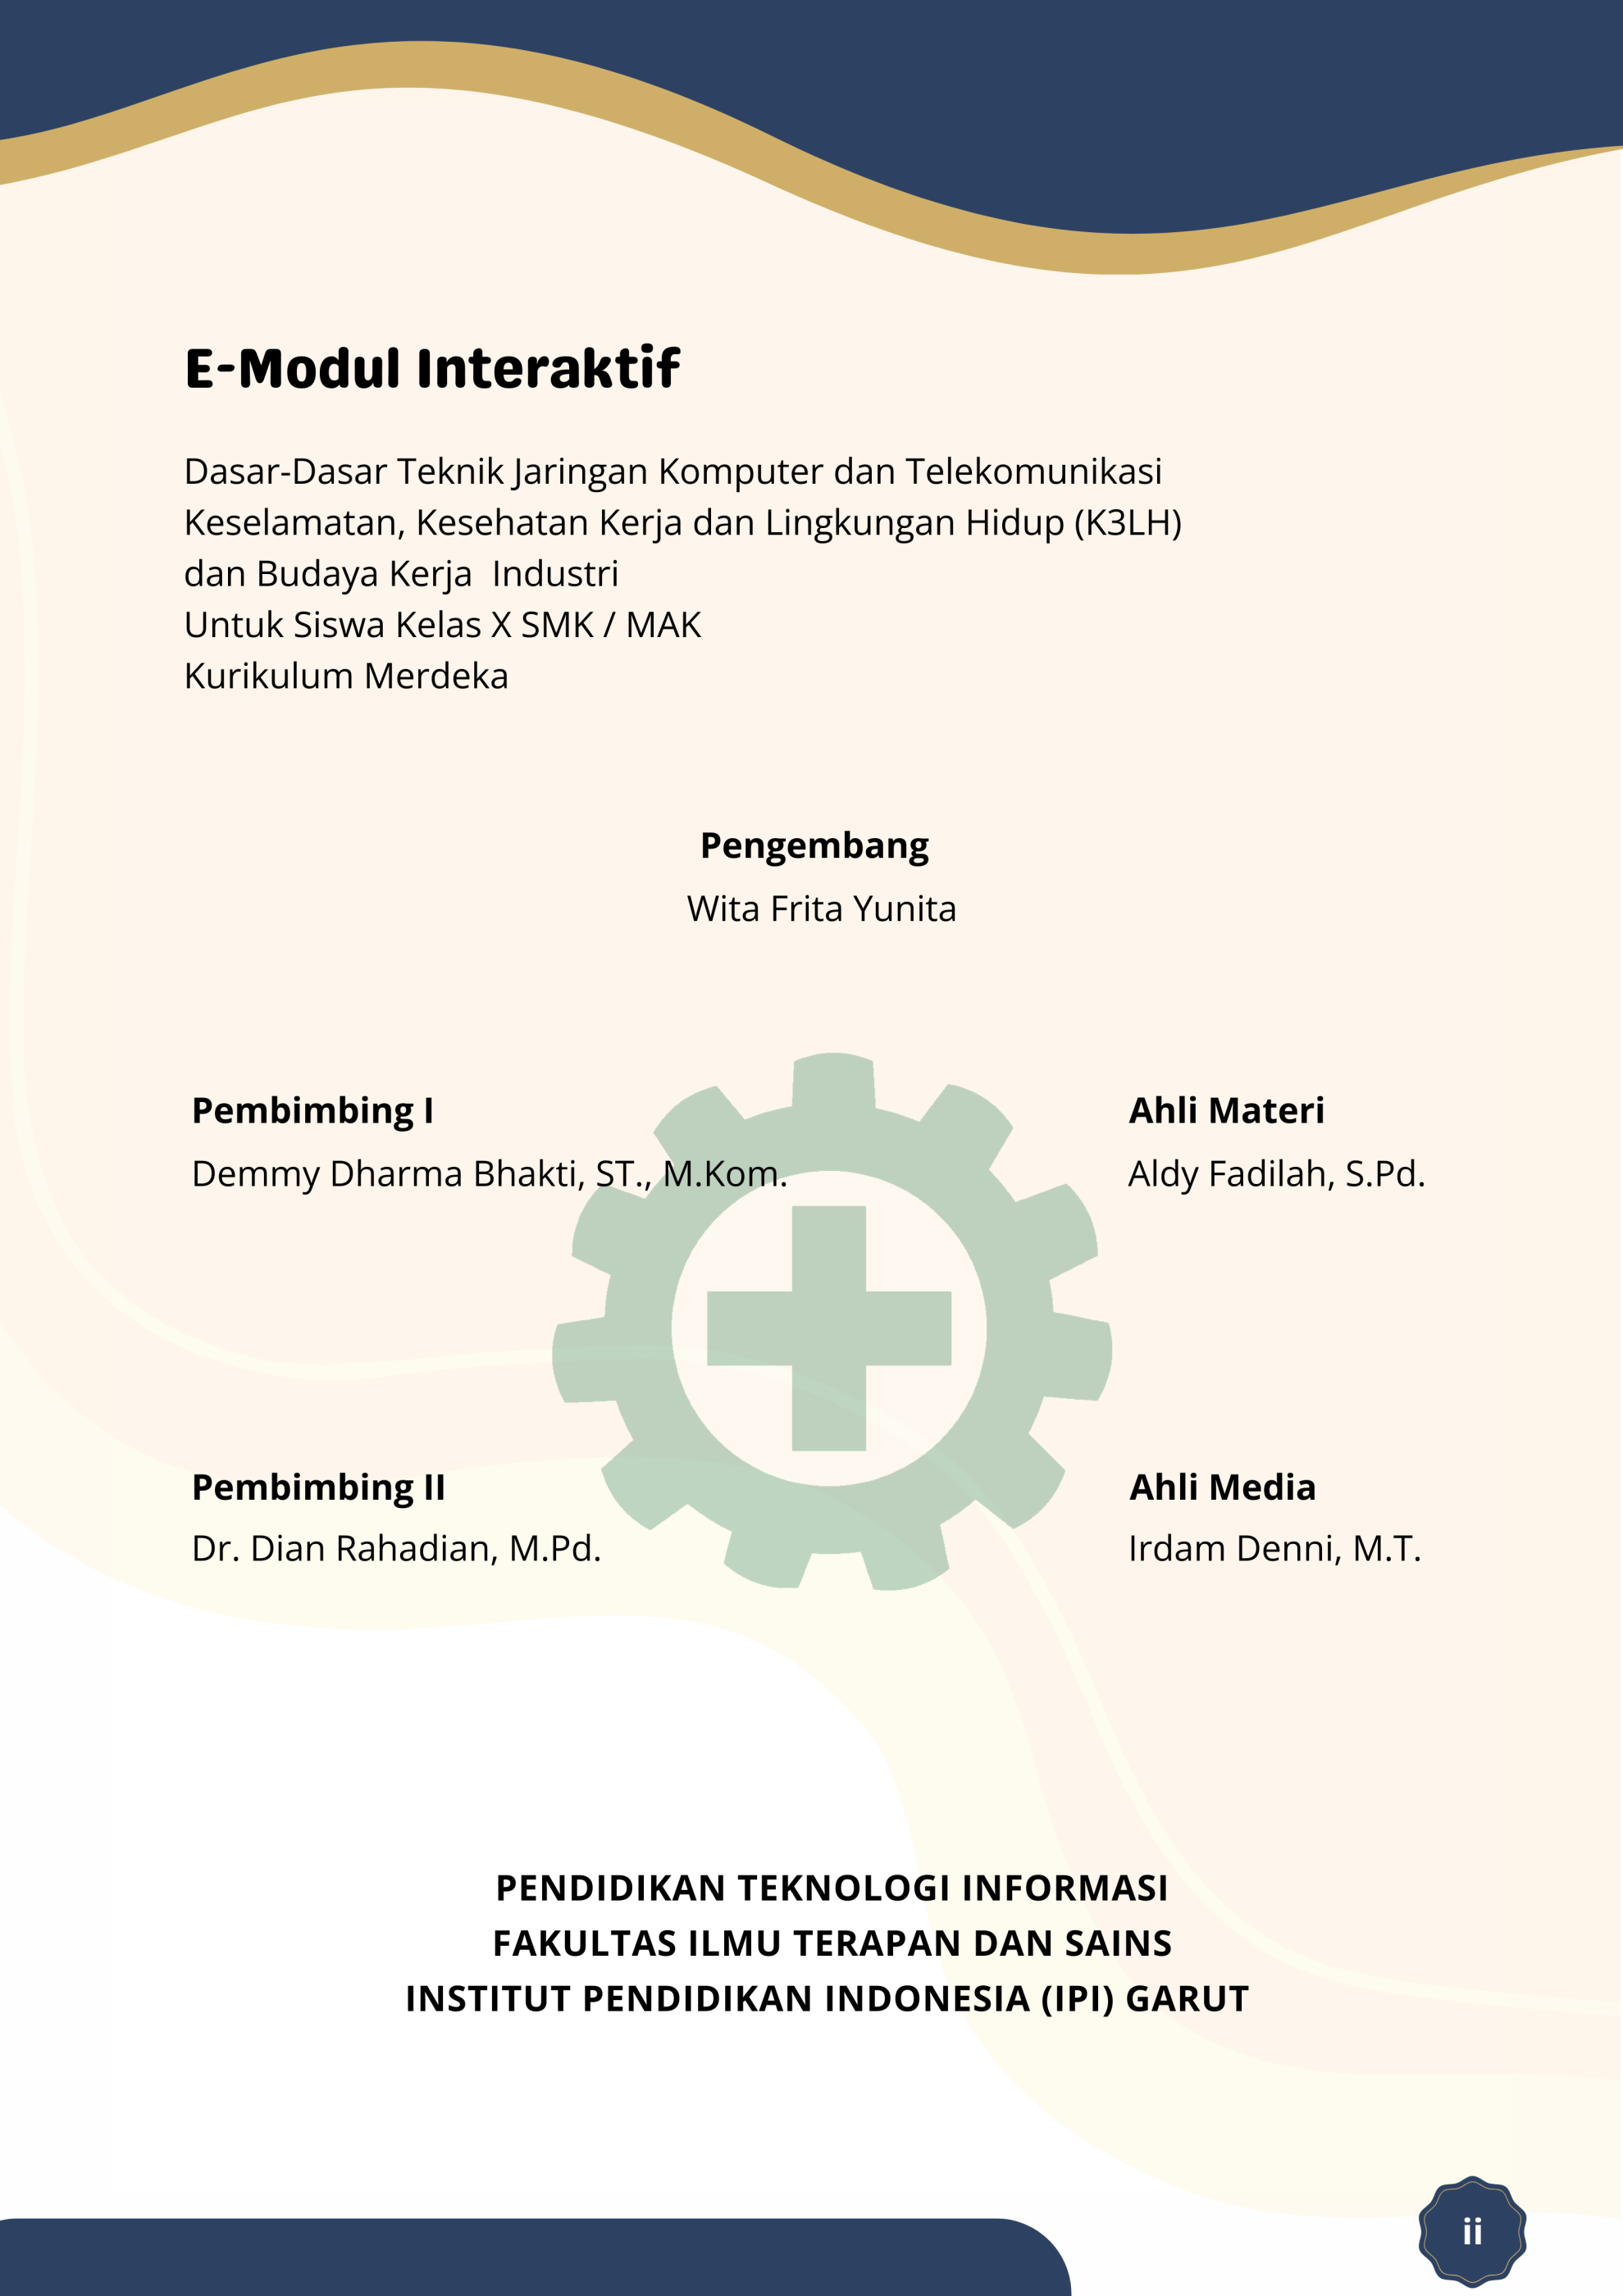 E-Modul Interaktif
Dasar-Dasar Teknik Jaringan Komputer dan Telekomunikasi
Keselamatan, Kesehatan Kerja dan Lingkungan Hidup (K3LH)
dan Budaya Kerja  Industri
Untuk Siswa Kelas X SMK / MAK
Kurikulum Merdeka
Pengembang
Wita Frita Yunita
Pembimbing I
Demmy Dharma Bhakti, ST., M.Kom.
Ahli Materi
Aldy Fadilah, S.Pd.
Pembimbing II
Dr. Dian Rahadian, M.Pd.
Ahli Media
Irdam Denni, M.T.
PENDIDIKAN TEKNOLOGI INFORMASI
FAKULTAS ILMU TERAPAN DAN SAINS
INSTITUT PENDIDIKAN INDONESIA (IPI) GARUT
ii